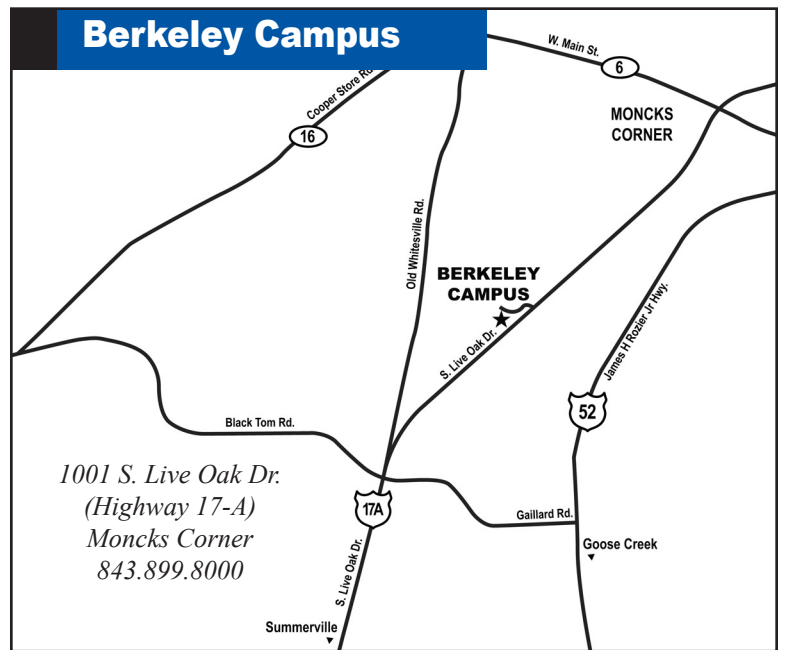 Berkeley Campus
W. Main St.
6
Cooper Store Rd
16
MONCKS
CORNER
Old Whitesville Rd.
BERKELEY
CAMPUS
S. Live Oak Dr.
James H Rozier Jr Hwy.
52
Black Tom Rd.
1001 S. Live Oak Dr.
(Highway 17-A)
Moncks Corner
843.899.8000
17A
Gaillard Rd.
Goose Creek
S. Live Oak Dr.
Summerville